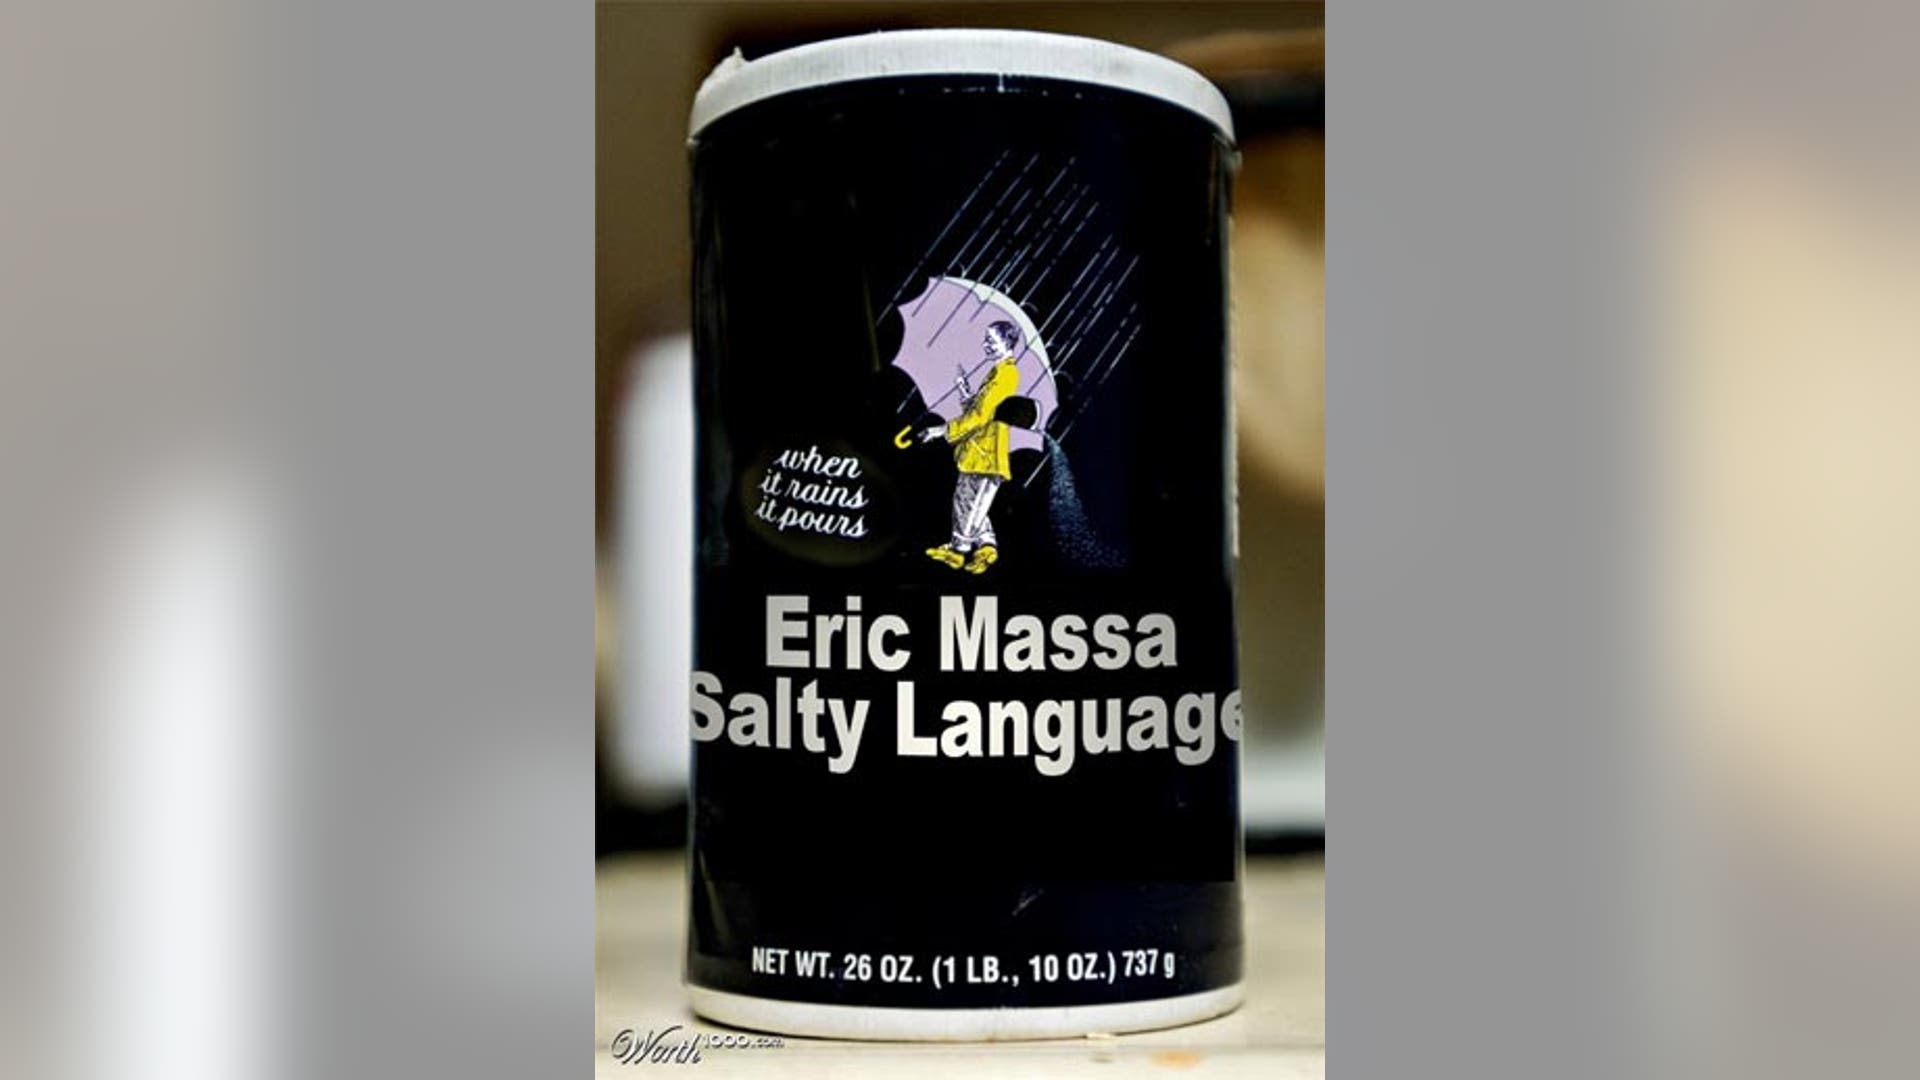 when
it rains
it pours
Eric Massa
Salty Language
NET WT. 26 OZ. (1 LB., 10 OZ.) 737 g
Worth1000.com